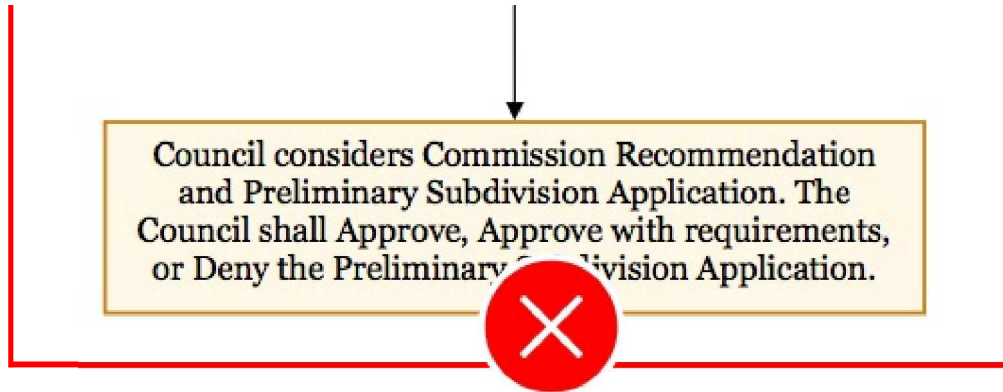 Council considers Commission Recommendation
and Preliminary Subdivision Application. The
Council shall Approve, Approve with requirements,
or Deny the Preliminary Subdivision Application.